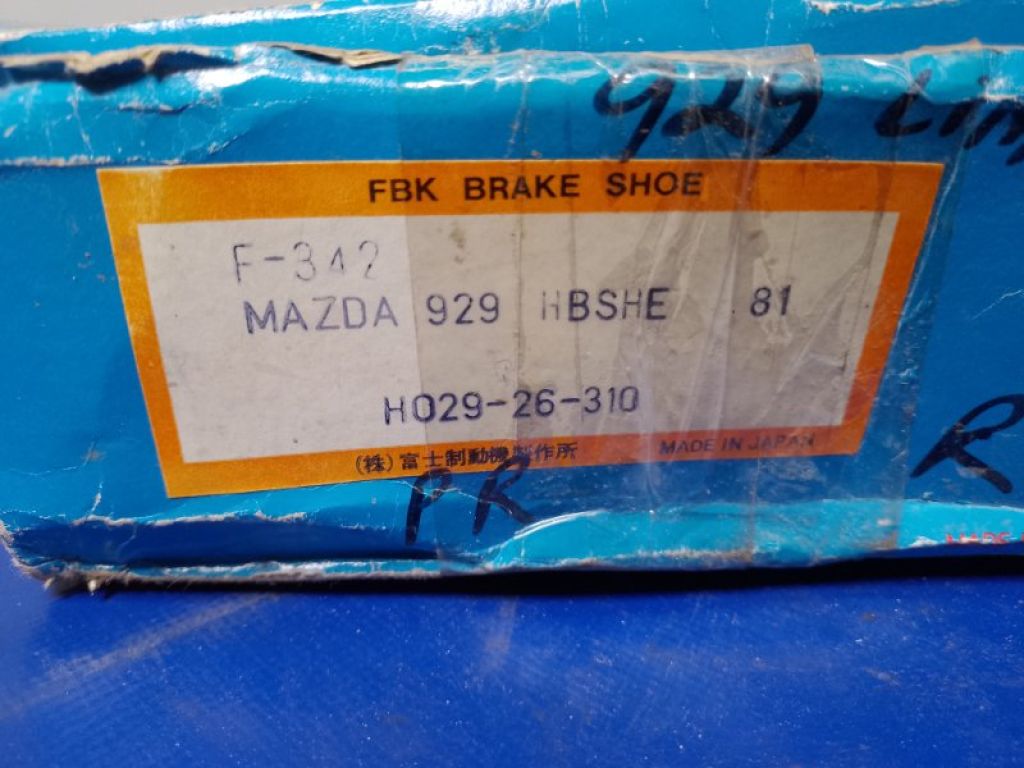 929
FBK BRAKE SHOE
F-342
MAZDA 929 HBSHE 81
H029-26-310
(株)富士制動機製作所 MADE IN JAPAN
PR
R
MADE